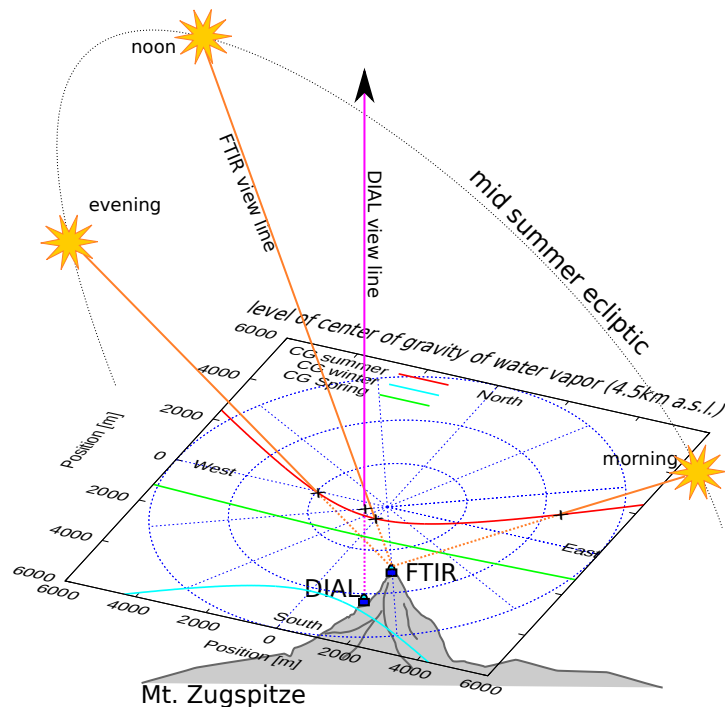 noon
evening
FTIR view line
DIAL view line
mid summer ecliptic
level of center of gravity of water vapor (4.5km a.s.l.)
6000
4000
2000
0
2000
4000
6000
Position [m]
CG summer
CG winter
CG Spring
North
West
East
South
morning
DIAL
FTIR
6000
4000
2000
0
2000
4000
6000
Position [m]
Mt. Zugspitze